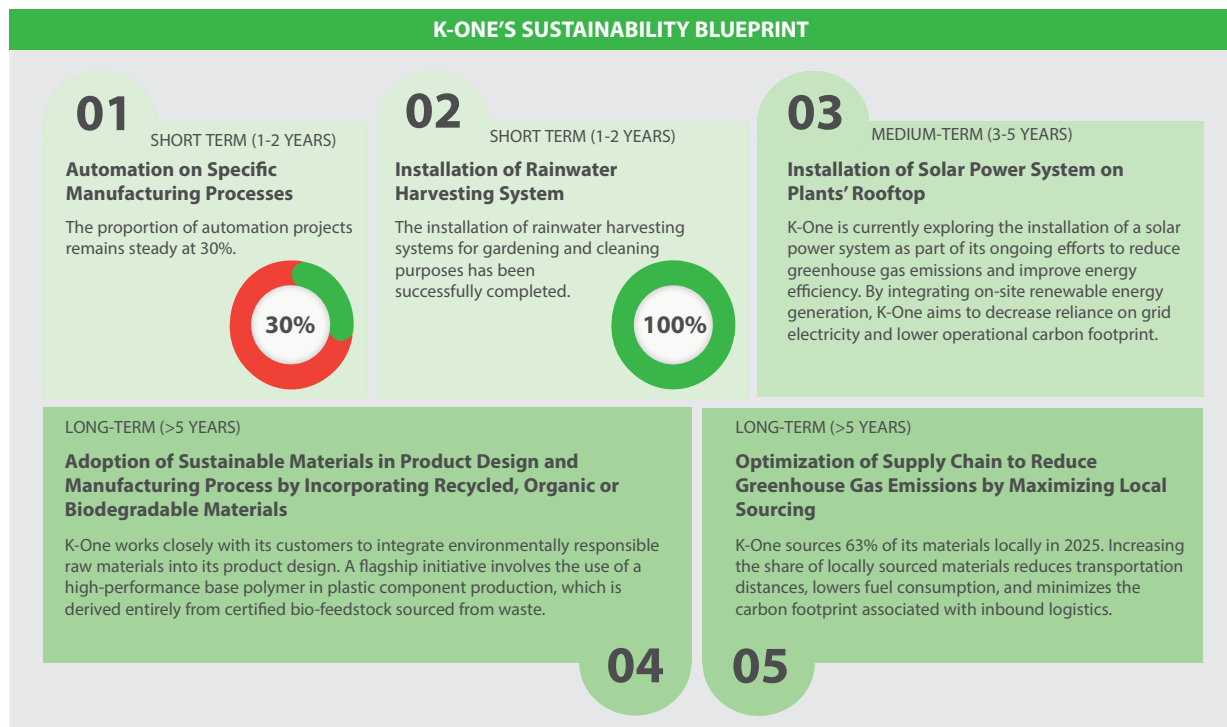 K-ONE'S SUSTAINABILITY BLUEPRINT
01
SHORT TERM (1-2 YEARS)
Automation on Specific
Manufacturing Processes
The proportion of automation projects
remains steady at 30%.
30%
02
SHORT TERM (1-2 YEARS)
Installation of Rainwater
Harvesting System
The installation of rainwater harvesting
systems for gardening and cleaning
purposes has been
successfully completed.
100%
03
MEDIUM-TERM (3-5 YEARS)
Installation of Solar Power System on
Plants' Rooftop
K-One is currently exploring the installation of a solar
power system as part of its ongoing efforts to reduce
greenhouse gas emissions and improve energy
efficiency. By integrating on-site renewable energy
generation, K-One aims to decrease reliance on grid
electricity and lower operational carbon footprint.
LONG-TERM (>5 YEARS)
Adoption of Sustainable Materials in Product Design and
Manufacturing Process by Incorporating Recycled, Organic or
Biodegradable Materials
K-One works closely with its customers to integrate environmentally responsible
raw materials into its product design. A flagship initiative involves the use of a
high-performance base polymer in plastic component production, which is
derived entirely from certified bio-feedstock sourced from waste.
04
LONG-TERM (>5 YEARS)
Optimization of Supply Chain to Reduce
Greenhouse Gas Emissions by Maximizing Local
Sourcing
K-One sources 63% of its materials locally in 2025. Increasing
the share of locally sourced materials reduces transportation
distances, lowers fuel consumption, and minimizes the
carbon footprint associated with inbound logistics.
05